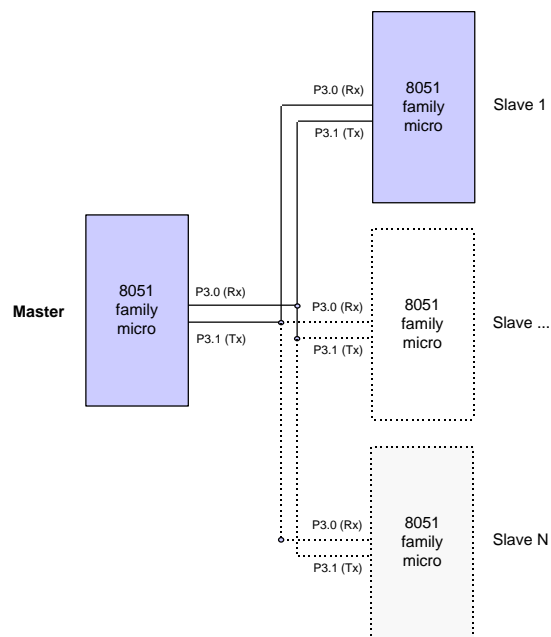 P3.0 (Rx)
P3.1 (Tx)
8051
family
micro
Slave 1
Master
8051
family
micro
P3.0 (Rx)
P3.1 (Tx)
P3.0 (Rx)
P3.1 (Tx)
8051
family
micro
Slave ...
P3.0 (Rx)
P3.1 (Tx)
8051
family
micro
Slave N